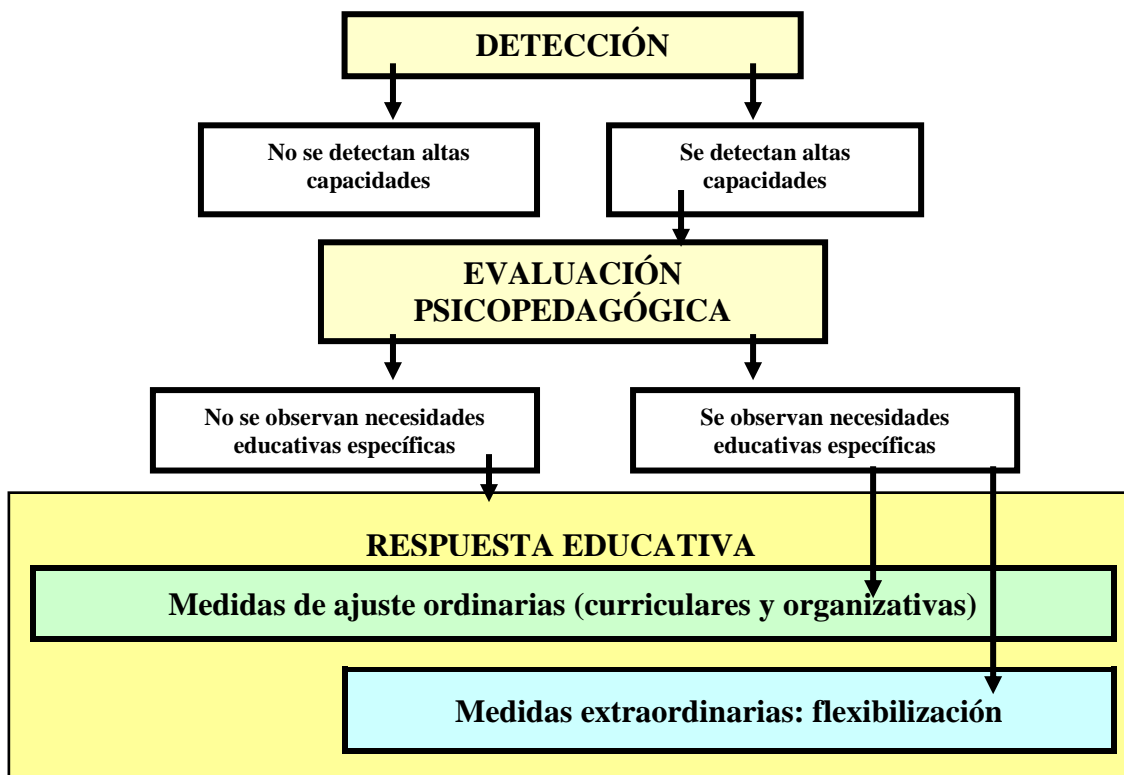 DETECCIÓN
No se detectan altas
capacidades
Se detectan altas
capacidades
EVALUACIÓN
PSICOPEDAGÓGICA
No se observan necesidades
educativas específicas
Se observan necesidades
educativas específicas
RESPUESTA EDUCATIVA
Medidas de ajuste ordinarias (curriculares y organizativas)
Medidas extraordinarias: flexibilización